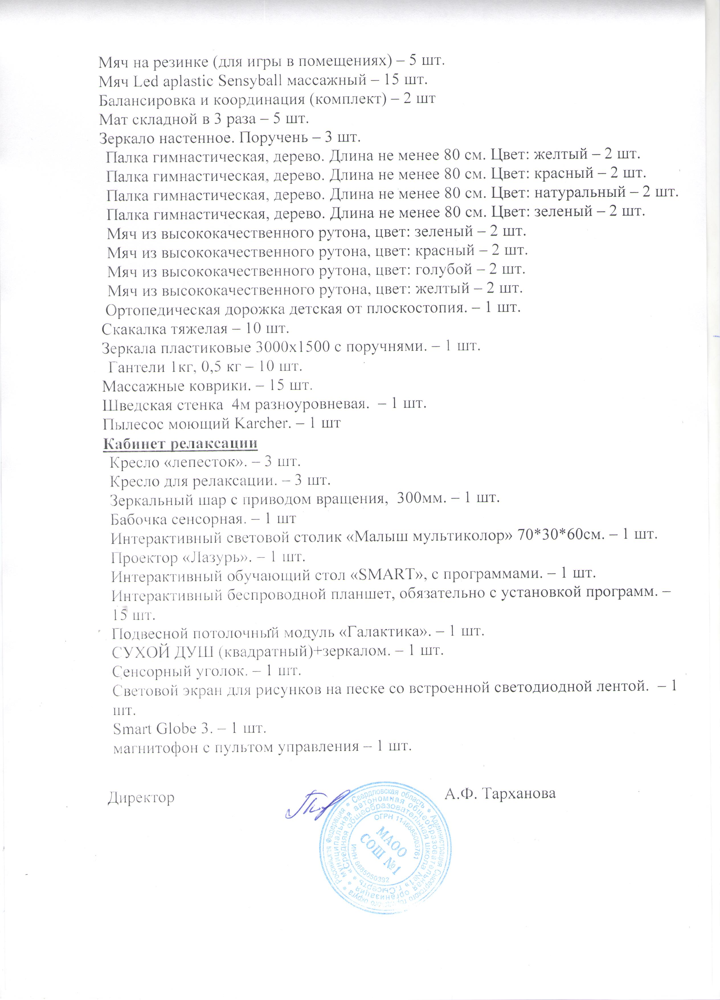 Мяч на резинке (для игры в помещениях) – 5 шт.
Мяч Led aplastic Sensyball массажный – 15 шт.
Балансировка и координация (комплект) – 2 шт
Мат складной в 3 раза – 5 шт.
Зеркало настенное. Поручень – 3 шт.
Палка гимнастическая, дерево. Длина не менее 80 см. Цвет: желтый – 2 шт.
Палка гимнастическая, дерево. Длина не менее 80 см. Цвет: красный – 2 шт.
Палка гимнастическая, дерево. Длина не менее 80 см. Цвет: натуральный – 2 шт.
Палка гимнастическая, дерево. Длина не менее 80 см. Цвет: зеленый – 2 шт.
Мяч из высококачественного рутона, цвет: зеленый – 2 шт.
Мяч из высококачественного рутона, цвет: красный – 2 шт.
Мяч из высококачественного рутона, цвет: голубой – 2 шт.
Мяч из высококачественного рутона, цвет: желтый – 2 шт.
Ортопедическая дорожка детская от плоскостопия. – 1 шт.
Скакалка тяжелая – 10 шт.
Зеркала пластиковые 3000х1500 с поручнями. – 1 шт.
Гантели 1кг, 0,5 кг – 10 шт.
Массажные коврики. – 15 шт.
Шведская стенка 4м разноуровневая. – 1 шт.
Пылесос моющий Karcher. – 1 шт
Кабинет релаксации
Кресло «лепесток». – 3 шт.
Кресло для релаксации. – 3 шт.
Зеркальный шар с приводом вращения, 300мм. – 1 шт.
Бабочка сенсорная. – 1 шт
Интерактивный световой столик «Малыш мультиколор» 70*30*60см. – 1 шт.
Проектор «Лазурь». – 1 шт.
Интерактивный обучающий стол «SMART», с программами. – 1 шт.
Интерактивный беспроводной планшет, обязательно с установкой программ. –
15 шт.
Подвесной потолочный модуль «Галактика». – 1 шт.
СУХОЙ ДУШ (квадратный)+зеркалом. – 1 шт.
Сенсорный уголок. – 1 шт.
Световой экран для рисунков на песке со встроенной светодиодной лентой. – 1
шт.
Smart Globe 3. – 1 шт.
магнитофон с пультом управления – 1 шт.
Директор А.Ф. Тарханова
Российская Федерация * Свердловская область * Администрация Сысертского городского округа *
Муниципальная автономная общеобразовательная организация *
«Средняя общеобразовательная школа №1» г.Сысерть *
ОГРН 1146685003761
ИНН 6685050392
МАОО
СОШ №1